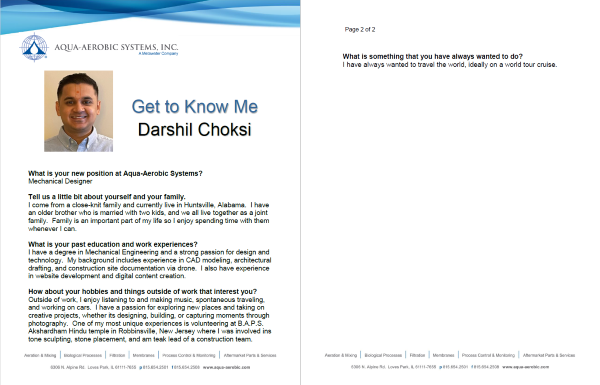 AQUA-AEROBIC SYSTEMS, INC.
A Metawater Company
Get to Know Me
Darshil Choksi
What is your new position at Aqua-Aerobic Systems?
Mechanical Designer
Tell us a little bit about yourself and your family.
I come from a close-knit family and currently live in Huntsville, Alabama. I have
an older brother who is married with two kids, and we all live together as a joint
family. Family is an important part of my life so I enjoy spending time with them
whenever I can.
What is your past education and work experiences?
I have a degree in Mechanical Engineering and a strong passion for design and
technology. My background includes experience in CAD modeling, architectural
drafting, and construction site documentation via drone. I also have experience
in website development and digital content creation.
How about your hobbies and things outside of work that interest you?
Outside of work, I enjoy listening to and making music, spontaneous traveling,
and working on cars. I have a passion for exploring new places and taking on
creative projects, whether its designing, building, or capturing moments through
photography. One of my most unique experiences is volunteering at B.A.P.S.
Akshardham Hindu temple in Robbinsville, New Jersey where I was involved ins
tone sculpting, stone placement, and am teak lead of a construction team.
Aeration & Mixing | Biological Processes | Filtration | Membranes | Process Control & Monitoring | Aftermarket Parts & Services
6306 N. Alpine Rd. Loves Park, IL 61111-7655 p 815.654.2501 f 815.654.2508 www.aqua-aerobic.com
Page 2 of 2
What is something that you have always wanted to do?
I have always wanted to travel the world, ideally on a world tour cruise.
Aeration & Mixing | Biological Processes | Filtration | Membranes | Process Control & Monitoring | Aftermarket Parts & Services
6306 N. Alpine Rd. Loves Park, IL 61111-7655 p 815.654.2501 f 815.654.2508 www.aqua-aerobic.com